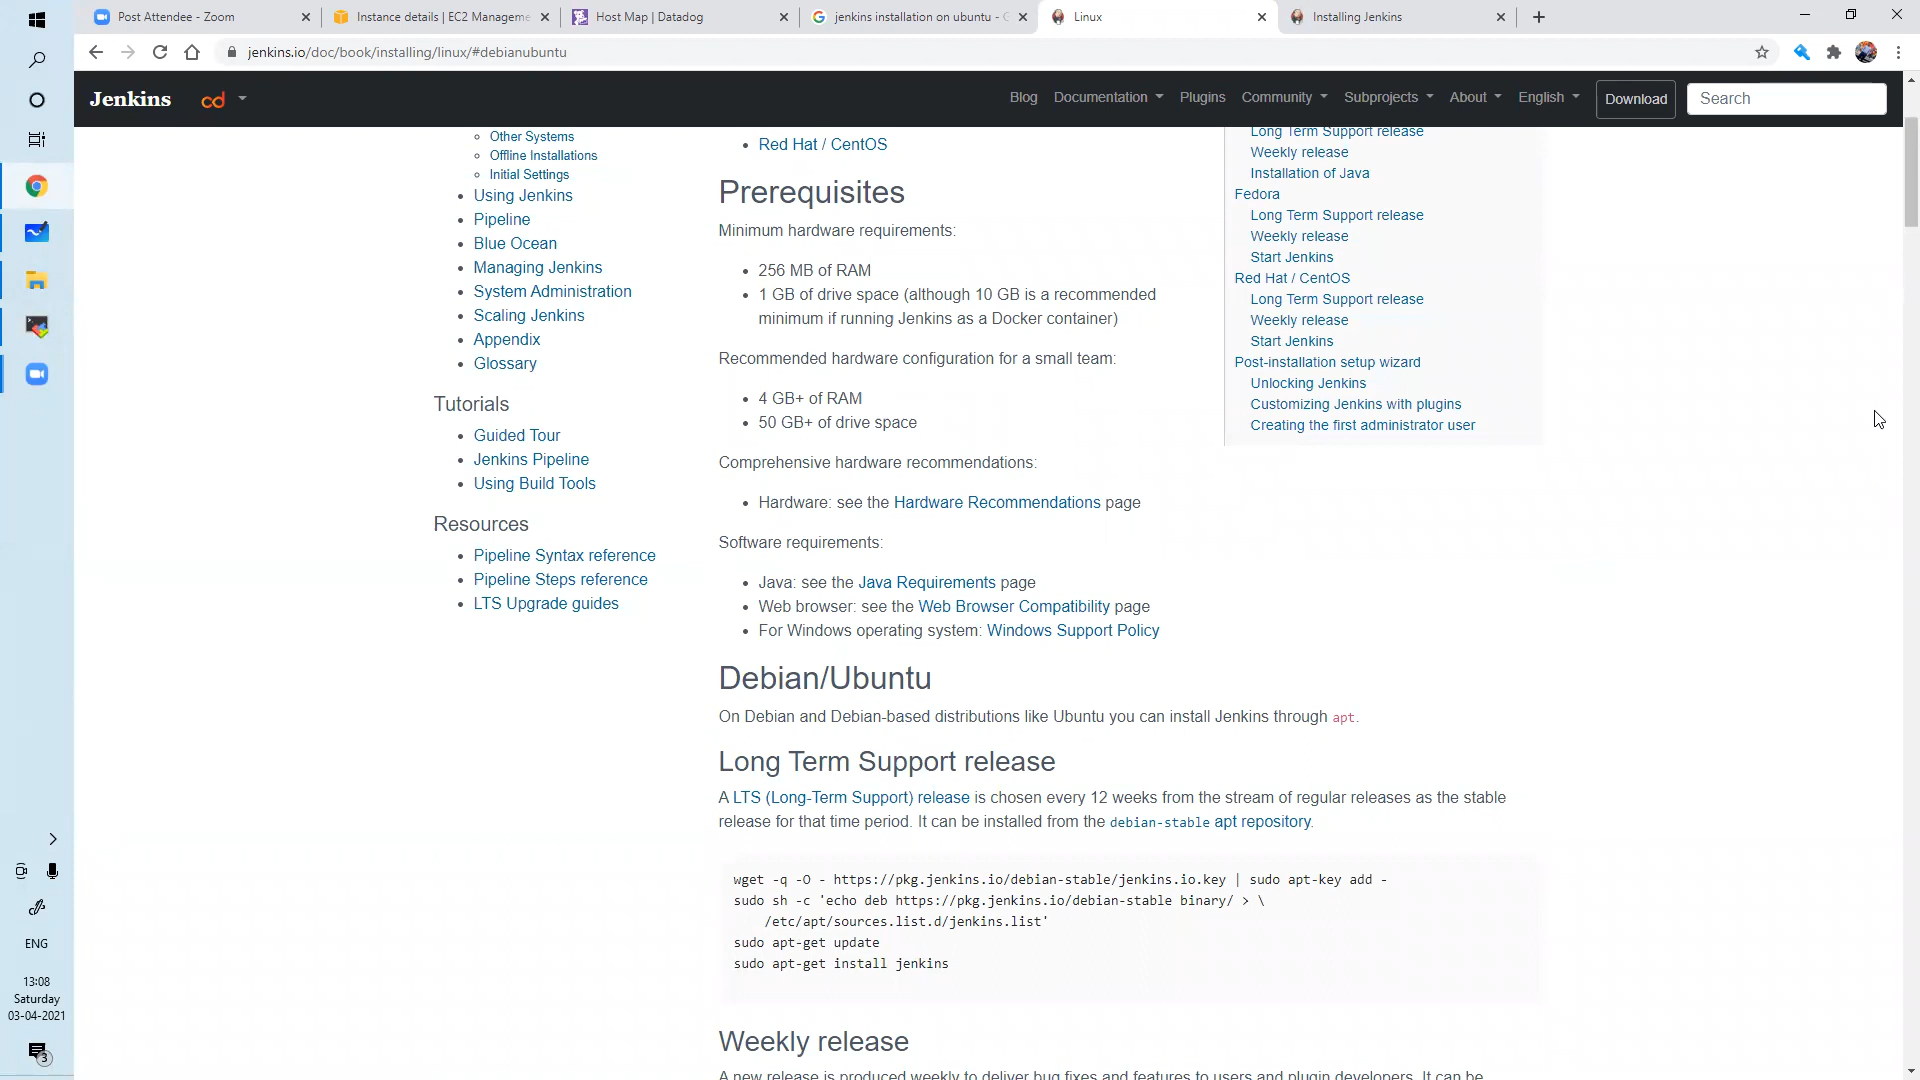 Post Attendee - Zoom
Instance details | EC2 Manageme
Host Map | Datadog
jenkins installation on ubuntu - G
Linux
Installing Jenkins
jenkins.io/doc/book/installing/linux/#debianubuntu
Jenkins
cd
Blog
Documentation
Plugins
Community
Subprojects
About
English
Download
Search
Other Systems
Offline Installations
Initial Settings
Using Jenkins
Pipeline
Blue Ocean
Managing Jenkins
System Administration
Scaling Jenkins
Appendix
Glossary
Tutorials
Guided Tour
Jenkins Pipeline
Using Build Tools
Resources
Pipeline Syntax reference
Pipeline Steps reference
LTS Upgrade guides
Red Hat / CentOS
Prerequisites
Minimum hardware requirements:
256 MB of RAM
1 GB of drive space (although 10 GB is a recommended
minimum if running Jenkins as a Docker container)
Recommended hardware configuration for a small team:
4 GB+ of RAM
50 GB+ of drive space
Comprehensive hardware recommendations:
Hardware: see the Hardware Recommendations page
Software requirements:
Java: see the Java Requirements page
Web browser: see the Web Browser Compatibility page
For Windows operating system: Windows Support Policy
Debian/Ubuntu
On Debian and Debian-based distributions like Ubuntu you can install Jenkins through apt.
Long Term Support release
A LTS (Long-Term Support) release is chosen every 12 weeks from the stream of regular releases as the stable
release for that time period. It can be installed from the debian-stable apt repository.
wget -q -O - https://pkg.jenkins.io/debian-stable/jenkins.io.key | sudo apt-key add -
sudo sh -c 'echo deb https://pkg.jenkins.io/debian-stable binary/ > \
/etc/apt/sources.list.d/jenkins.list'
sudo apt-get update
sudo apt-get install jenkins
Weekly release
A new release is produced weekly to deliver bug fixes and features to users and plugin developers. It can be
Long Term Support release
Weekly release
Installation of Java
Fedora
Long Term Support release
Weekly release
Start Jenkins
Red Hat / CentOS
Long Term Support release
Weekly release
Start Jenkins
Post-installation setup wizard
Unlocking Jenkins
Customizing Jenkins with plugins
Creating the first administrator user
ENG
13:08
Saturday
03-04-2021
3